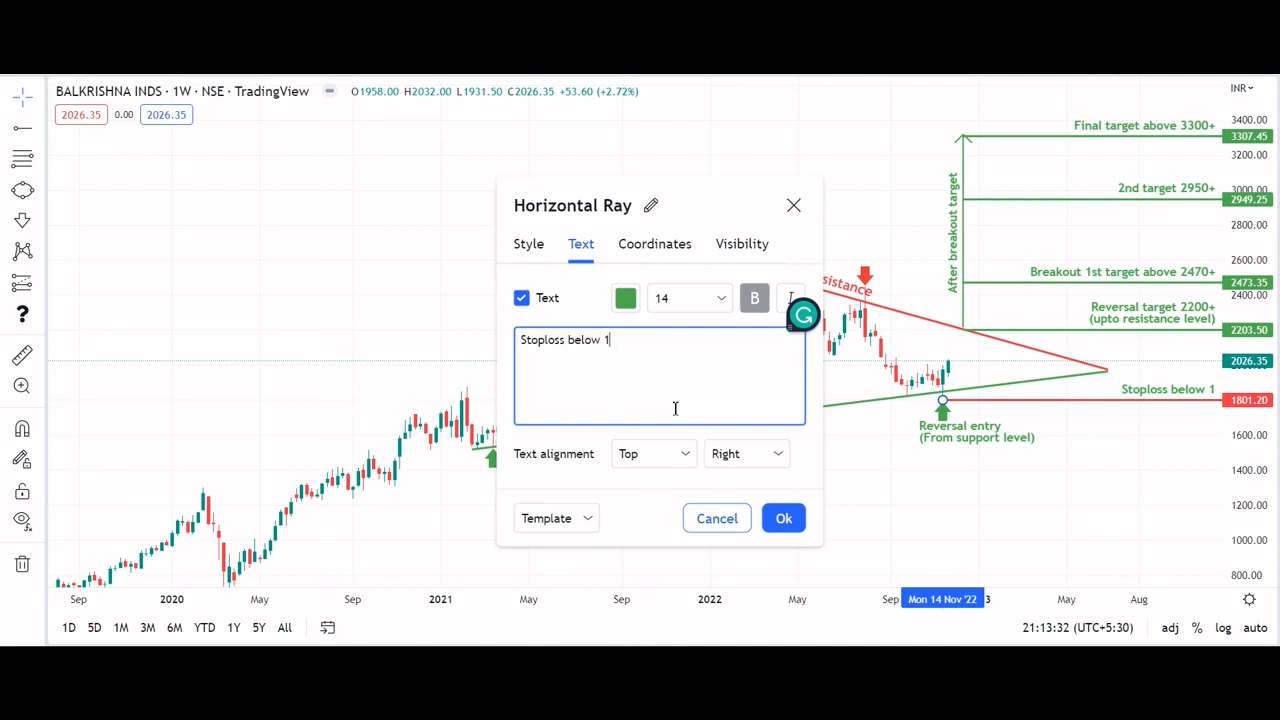 BALKRISHNA INDS · 1W · NSE · TradingView
O1958.00 H2032.00 L1931.50 C2026.35 +53.60 (+2.72%)
INR
2026.35 0.00 2026.35
3400.00
Final target above 3300+
3307.45
3200.00
2nd target 2950+
2949.25
2800.00
2600.00
After breakout target
Breakout 1st target above 2470+
2473.35
2400.00
Reversal target 2200+
(upto resistance level)
2203.50
2026.35
Stoploss below 1
1801.20
1600.00
1400.00
1200.00
1000.00
800.00
sistance
Reversal entry
(From support level)
Horizontal Ray
Style Text Coordinates Visibility
Text 14 B
Stoploss below 1
Text alignment Top Right
Template Cancel Ok
Sep 2020 May Sep 2021 May Sep 2022 May Sep Mon 14 Nov '22 3 May Aug
1D 5D 1M 3M 6M YTD 1Y 5Y All
21:13:32 (UTC+5:30) adj % log auto